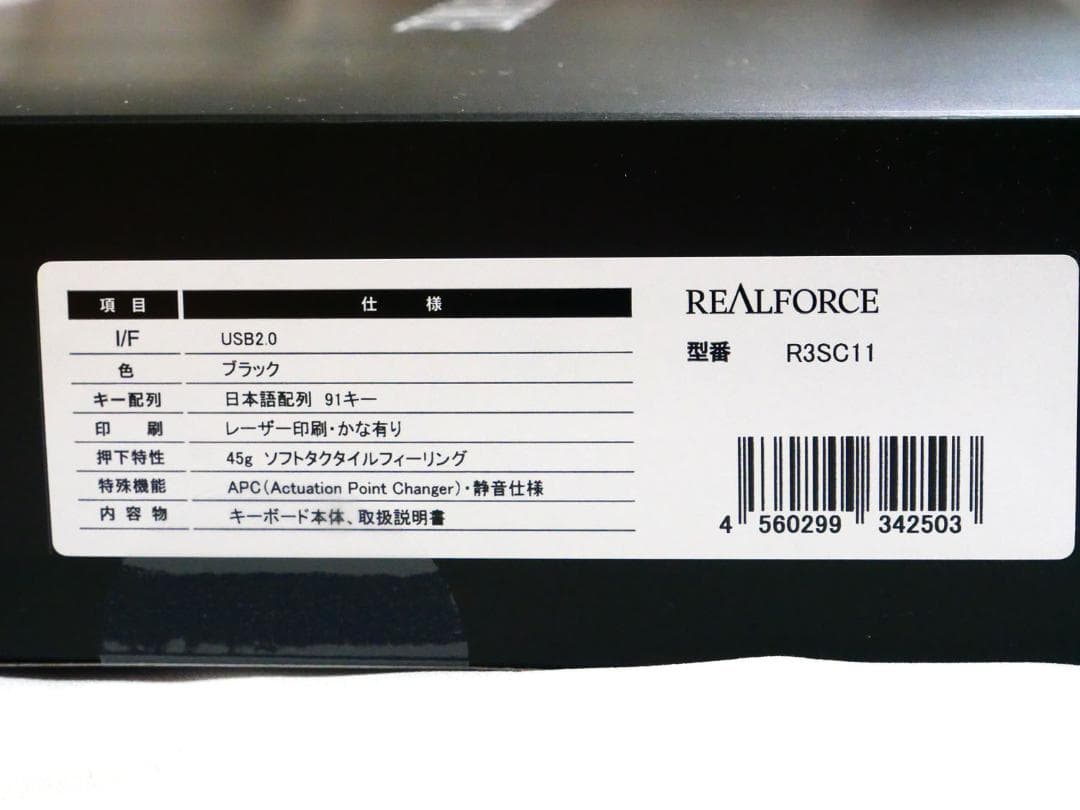 項目 仕様
I/F USB2.0
色 ブラック
キー配列 日本語配列 91キー
印刷 レーザー印刷・かな有り
押下特性 45g ソフトタクタイルフィーリング
特殊機能 APC(Actuation Point Changer)・静音仕様
内容物 キーボード本体、取扱説明書
REALFORCE
型番 R3SC11
4 560299 342503